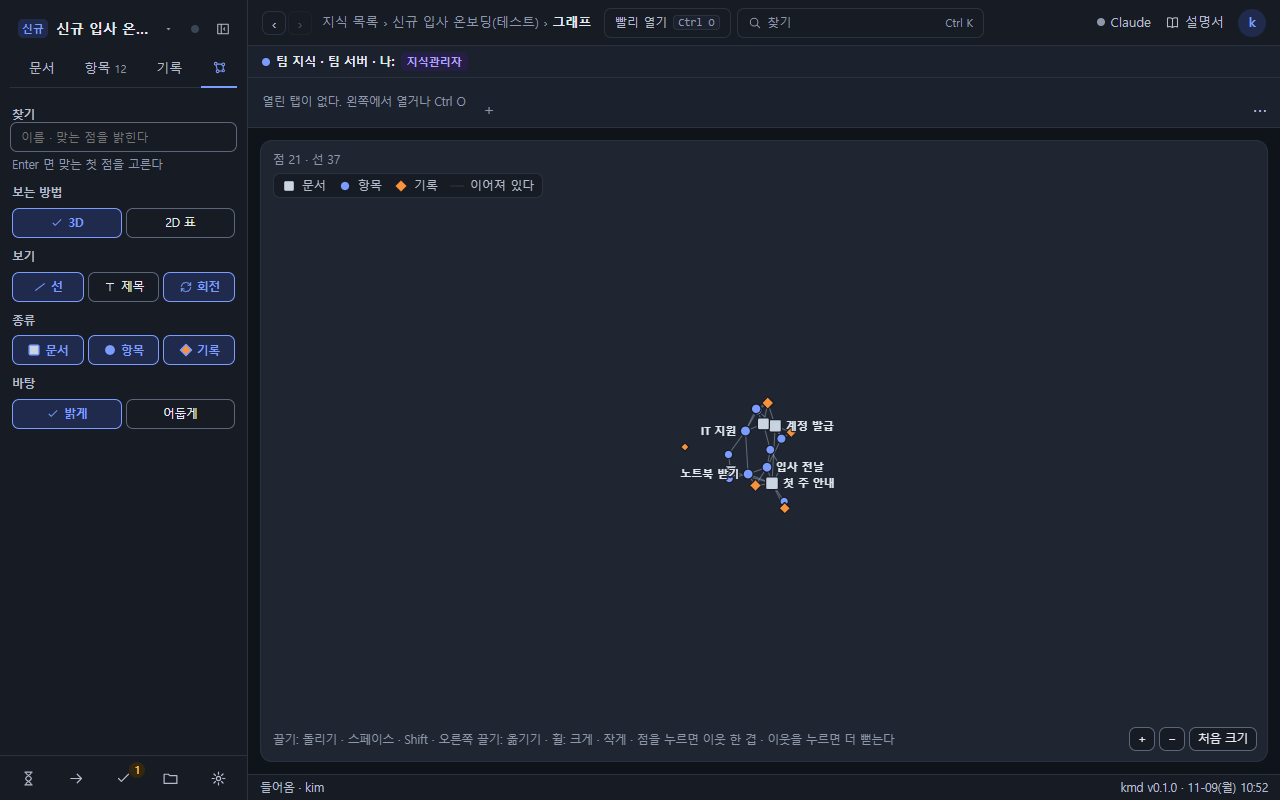 신규 신규 입사 온...
문서 항목 12 기록
찾기
이름 · 맞는 점을 밝힌다
Enter 면 맞는 첫 점을 고른다
보는 방법
3D 2D 표
보기
선 제목 회전
종류
문서 항목 기록
바탕
밝게 어둡게
1
지식 목록 › 신규 입사 온보딩(테스트) › 그래프 빨리 열기 Ctrl O 찾기 Ctrl K Claude 설명서 k
팀 지식 · 팀 서버 · 나: 지식관리자
열린 탭이 없다. 왼쪽에서 열거나 Ctrl O + ...
점 21 · 선 37
문서 항목 기록 이어져 있다
IT 지원 계정 발급
노트북 받기 입사 전날
첫 주 안내
끌기: 돌리기 · 스페이스 · Shift · 오른쪽 끌기: 옮기기 · 휠: 크게 · 작게 · 점을 누르면 이웃 한 겹 · 이웃을 누르면 더 뻗는다
+ − 처음 크기
들어옴 · kim kmd v0.1.0 · 11-09(월) 10:52